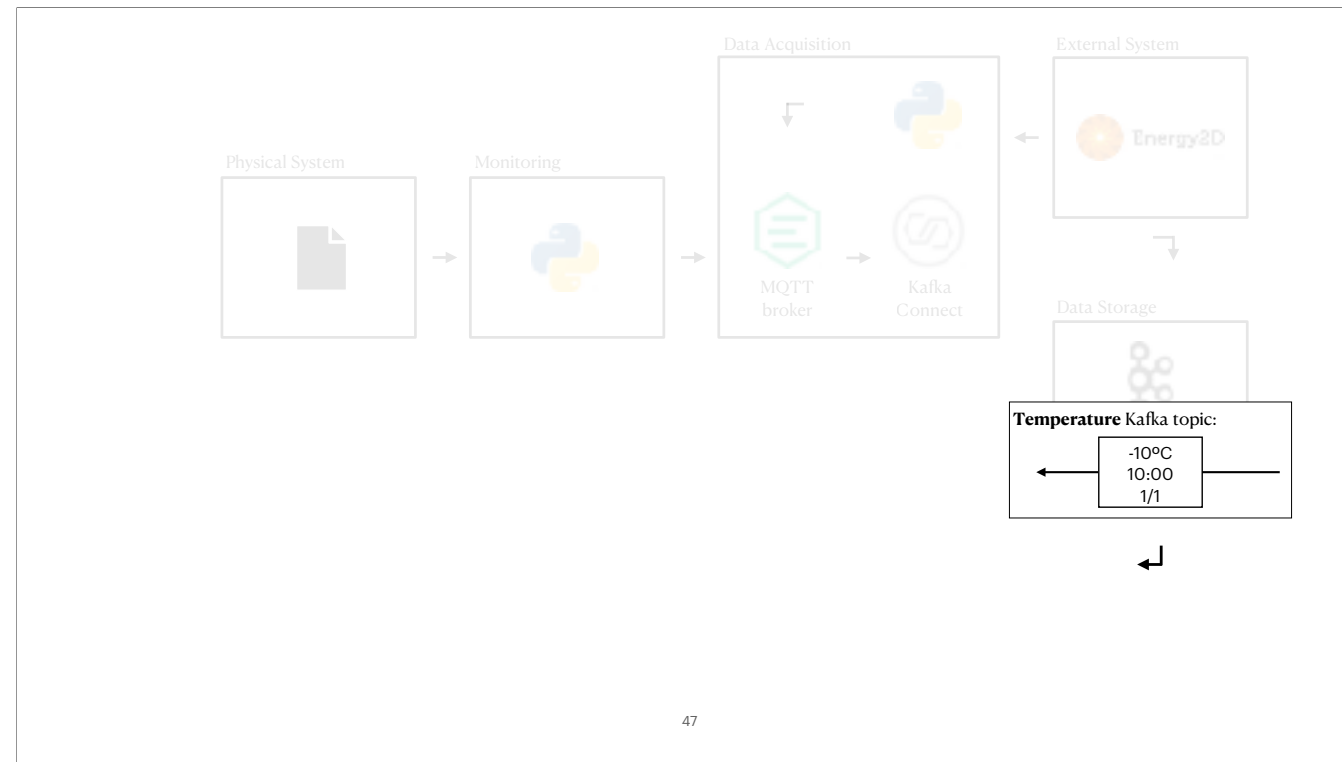 Data Acquisition
External System
Energy2D
Physical System
Monitoring
MQTT
broker
Kafka
Connect
Data Storage
Temperature Kafka topic:
-10ºC
10:00
1/1
47